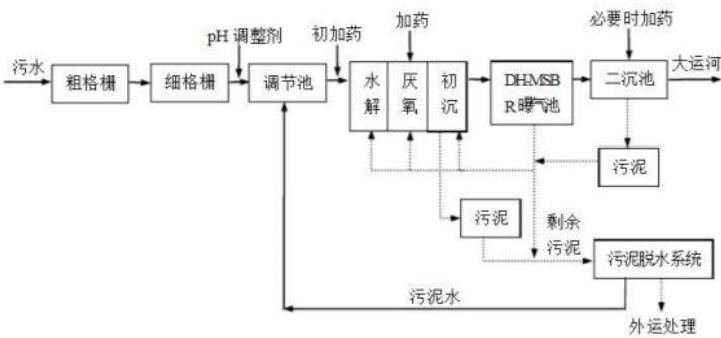 必要时加药
pH 调整剂
初加药
加药
污水
粗格栅
细格栅
调节池
水解
厌氧
初沉
DH-MSB
R曝气池
二沉池
大运河
污泥
污泥
剩余
污泥
污泥脱水系统
污泥水
外运处理